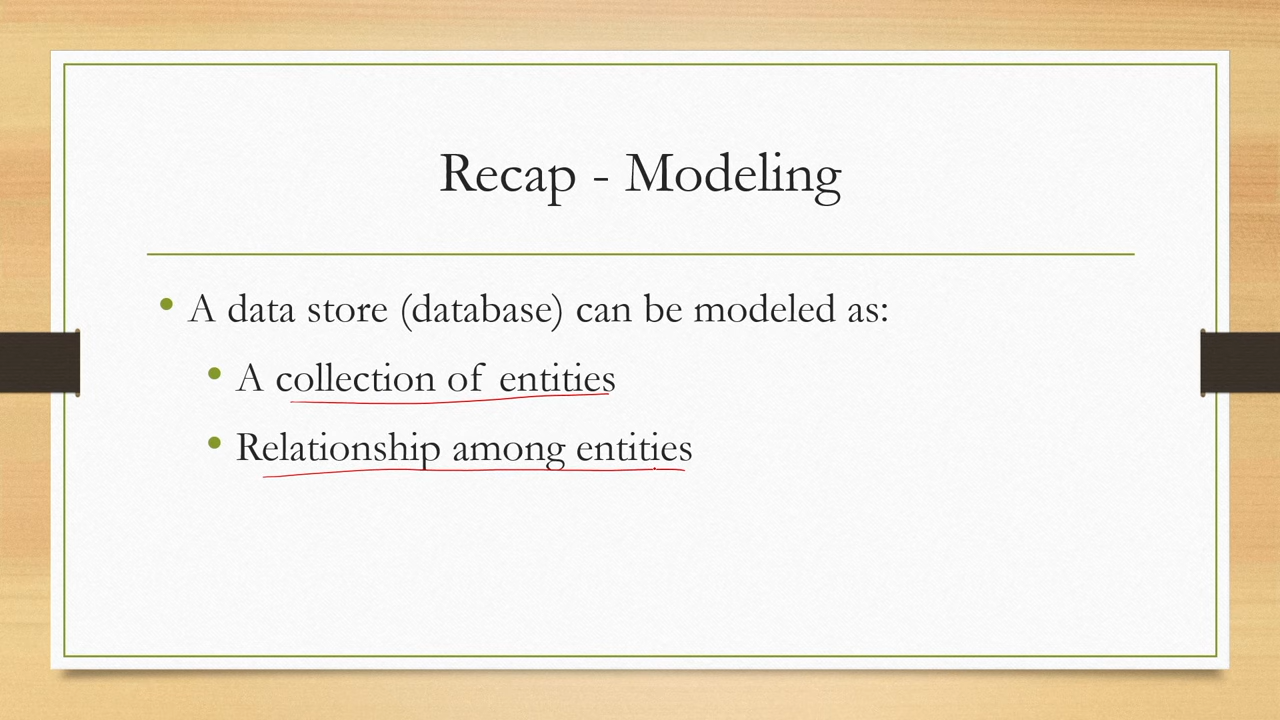 Recap - Modeling
• A data store (database) can be modeled as:
• A collection of entities
• Relationship among entities